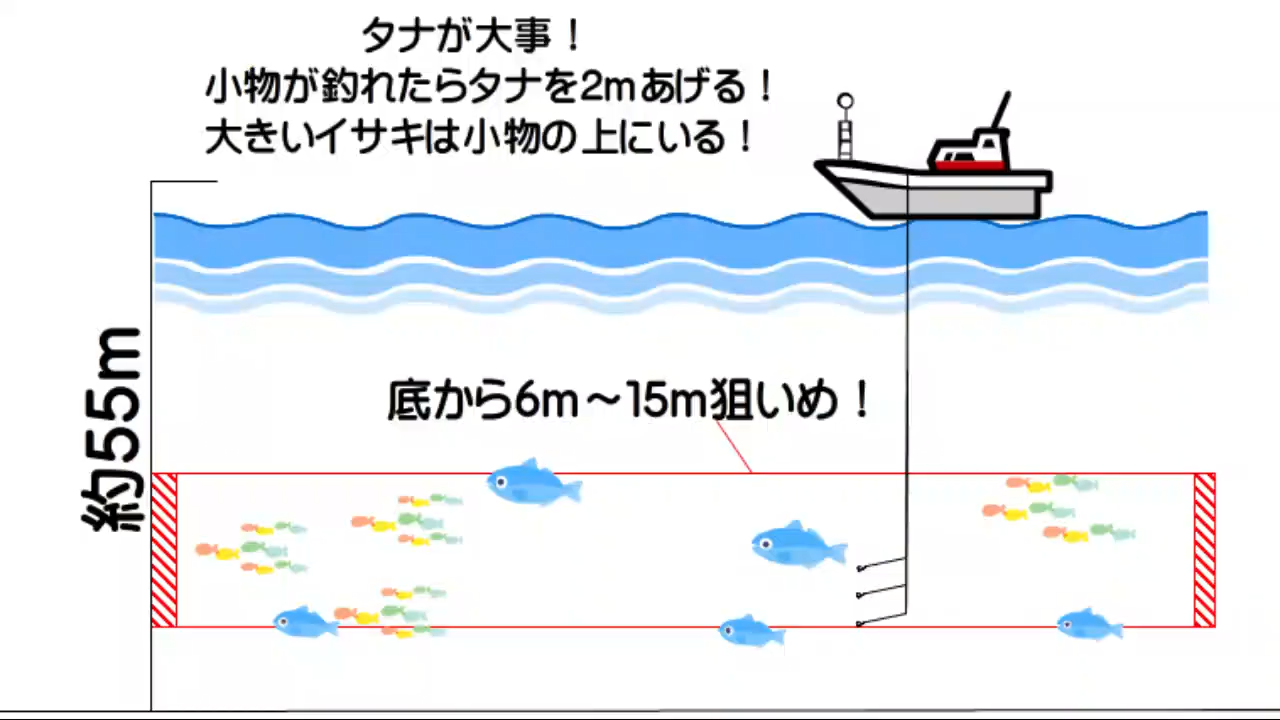 タナが大事！
小物が釣れたらタナを2mあげる！
大きいイサキは小物の上にいる！
約55m
底から6m～15m狙いめ！